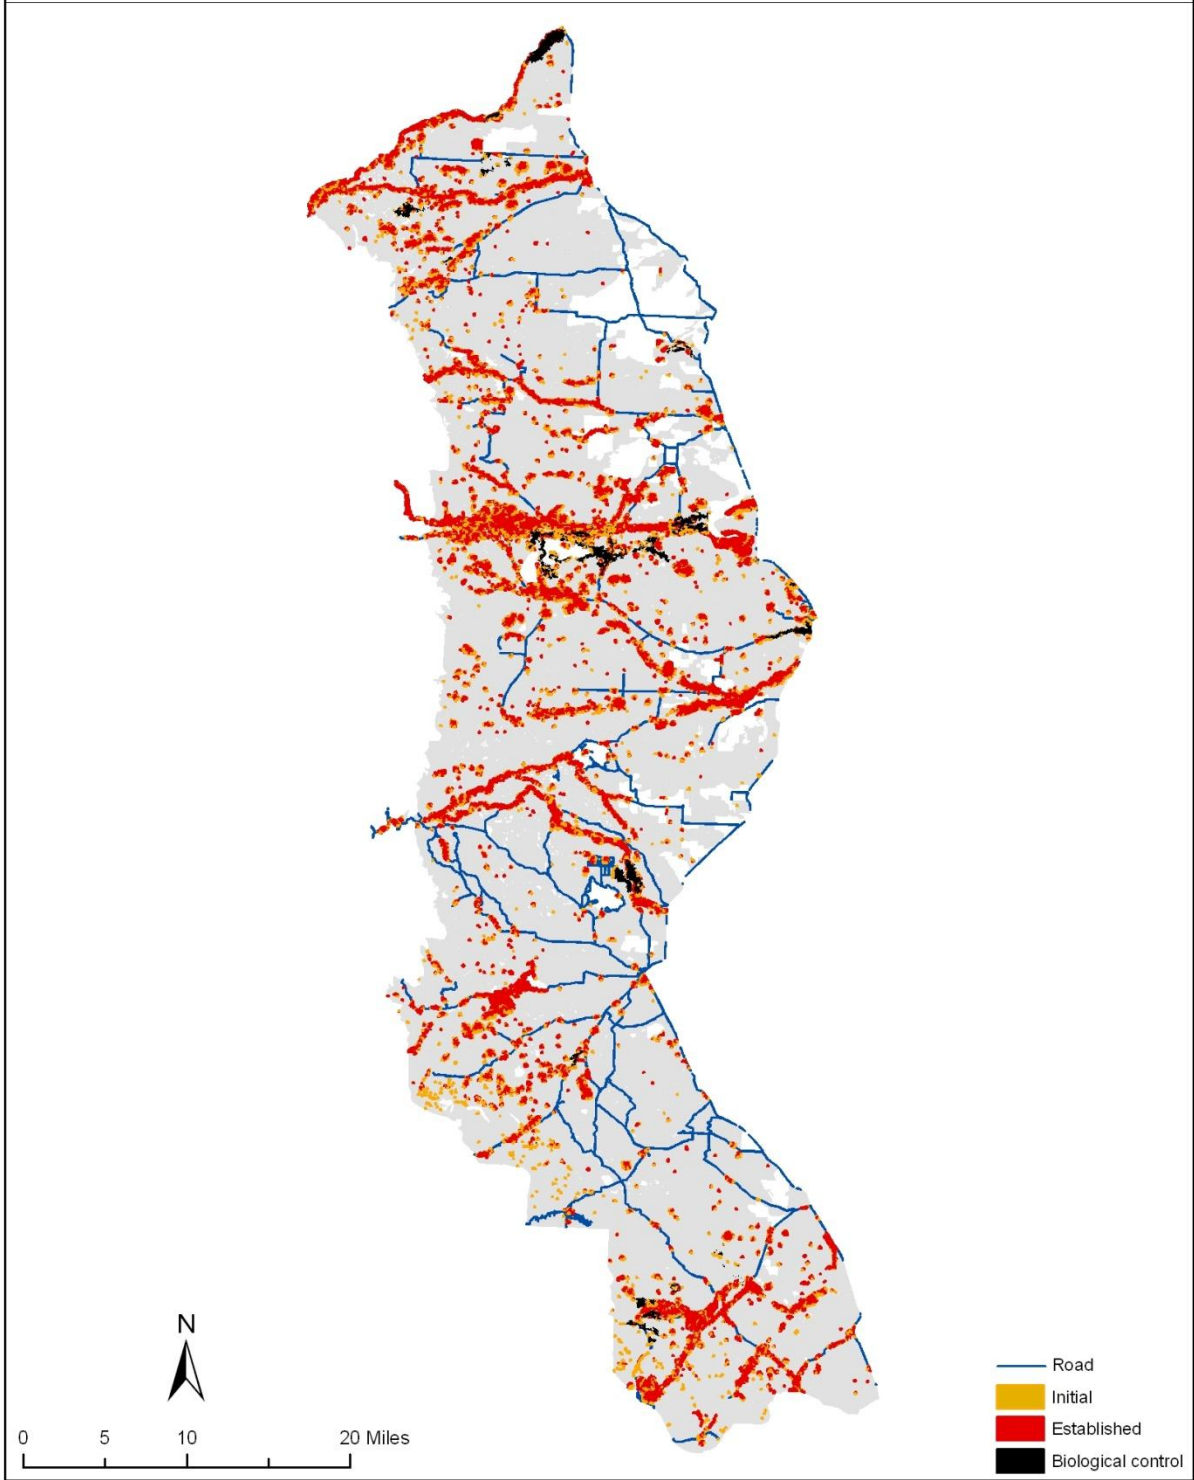 N
0 5 10 20 Miles
Road
Initial
Established
Biological control